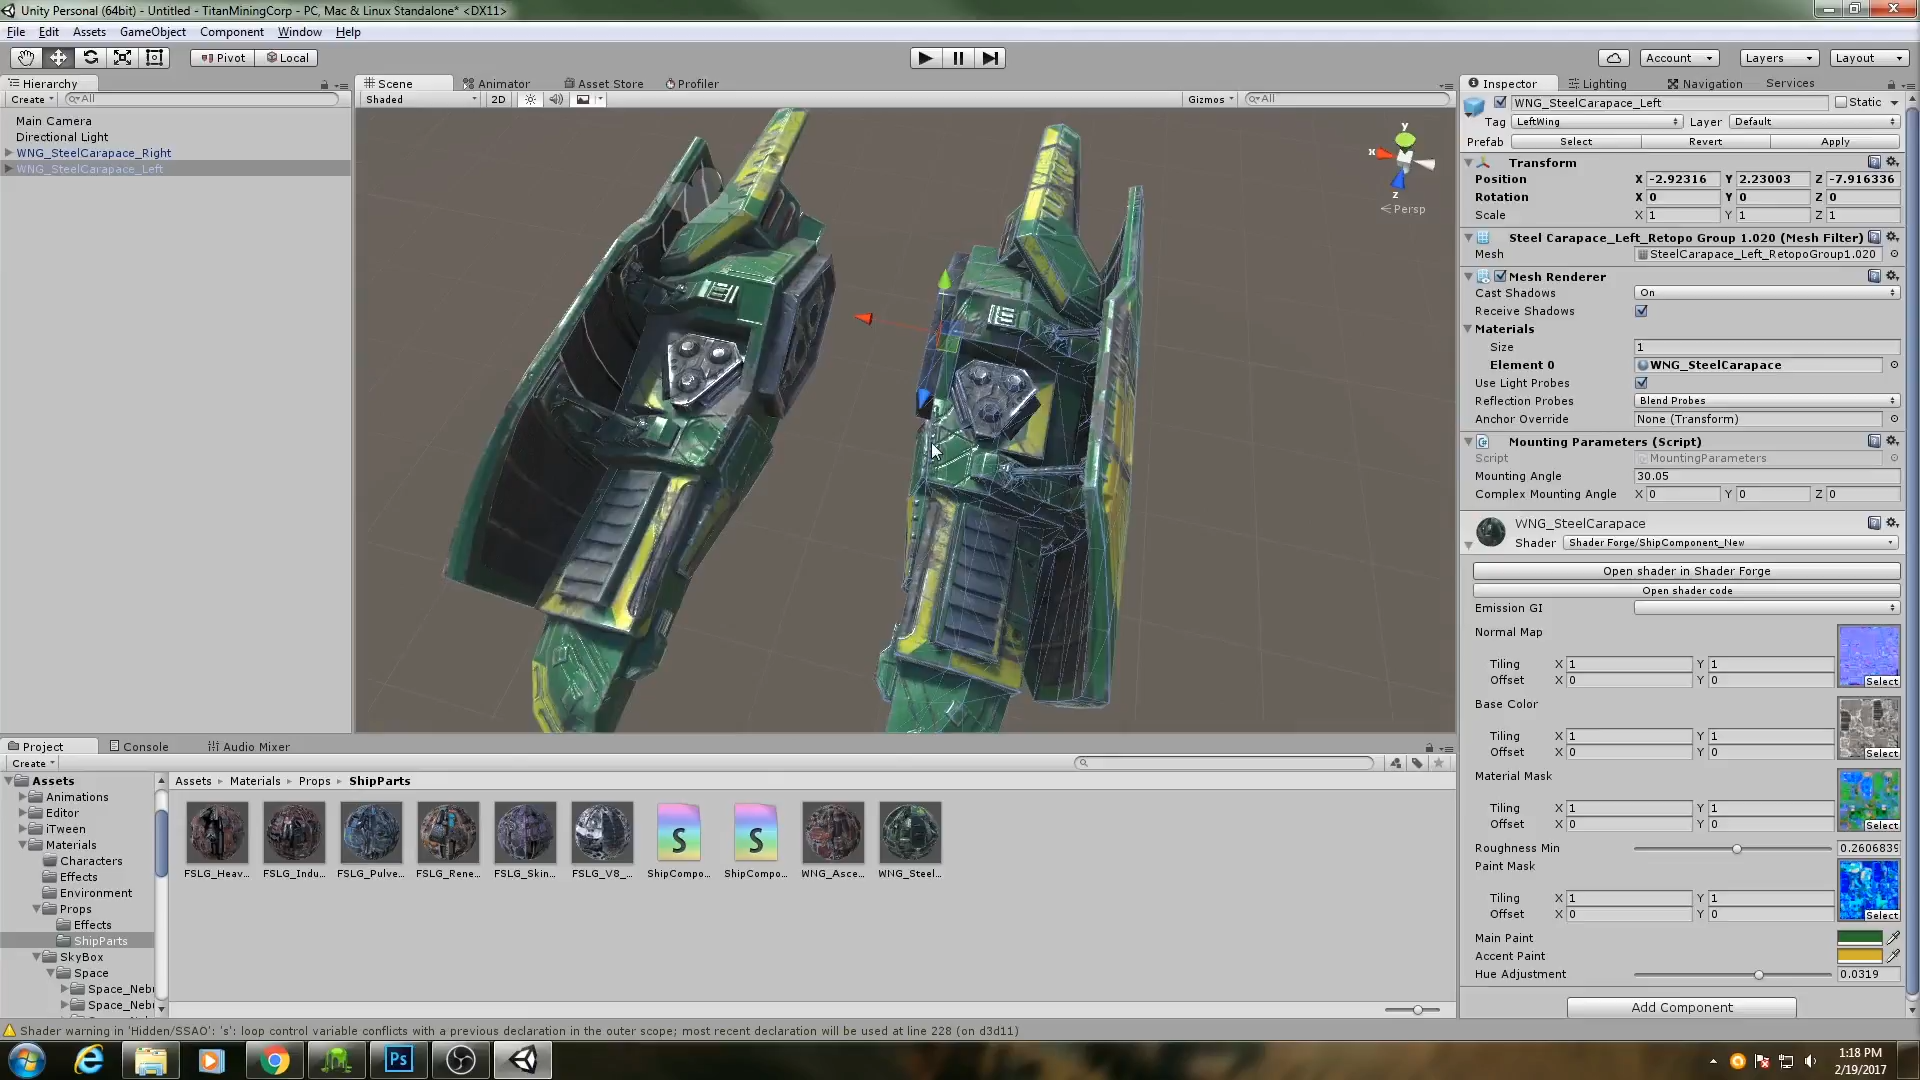 Unity Personal (64bit) - Untitled - TitanMiningCorp - PC, Mac & Linux Standalone* <DX11>
File Edit Assets GameObject Component Window Help
Pivot Local Account Layers Layout
Hierarchy
Create All
Main Camera
Directional Light
WNG_SteelCarapace_Right
WNG_SteelCarapace_Left
Scene Animator Asset Store Profiler
Shaded 2D Gizmos All
y
x
z
Persp
Inspector Lighting Navigation Services
WNG_SteelCarapace_Left Static
Tag LeftWing Layer Default
Prefab Select Revert Apply
Transform
Position X -2.92316 Y 2.23003 Z -7.916336
Rotation X 0 Y 0 Z 0
Scale X 1 Y 1 Z 1
Steel Carapace_Left_Retopo Group 1.020 (Mesh Filter)
Mesh SteelCarapace_Left_RetopoGroup1.020
Mesh Renderer
Cast Shadows On
Receive Shadows
Materials
Size 1
Element 0 WNG_SteelCarapace
Use Light Probes
Reflection Probes Blend Probes
Anchor Override None (Transform)
Mounting Parameters (Script)
Script MountingParameters
Mounting Angle 30.05
Complex Mounting Angle X 0 Y 0 Z 0
WNG_SteelCarapace
Shader Shader Forge/ShipComponent_New
Open shader in Shader Forge
Open shader code
Emission GI
Normal Map
Tiling X 1 Y 1
Offset X 0 Y 0 Select
Base Color
Tiling X 1 Y 1
Offset X 0 Y 0 Select
Material Mask
Tiling X 1 Y 1
Offset X 0 Y 0 Select
Roughness Min 0.2606839
Paint Mask
Tiling X 1 Y 1
Offset X 0 Y 0 Select
Main Paint
Accent Paint
Hue Adjustment 0.0319
Add Component
Project Console Audio Mixer
Create
Assets
Animations
Editor
iTween
Materials
Characters
Effects
Environment
Props
Effects
ShipParts
SkyBox
Space
Space_Nebu
Space_Nebu
Assets Materials Props ShipParts
FSLG_Heav... FSLG_Indu... FSLG_Pulve... FSLG_Rene... FSLG_Skin... FSLG_V8_... ShipCompo... ShipCompo... WNG_Asce... WNG_Steel...
Shader warning in 'Hidden/SSAO': 's': loop control variable conflicts with a previous declaration in the outer scope; most recent declaration will be used at line 228 (on d3d11)
Ps
1:18 PM
2/19/2017